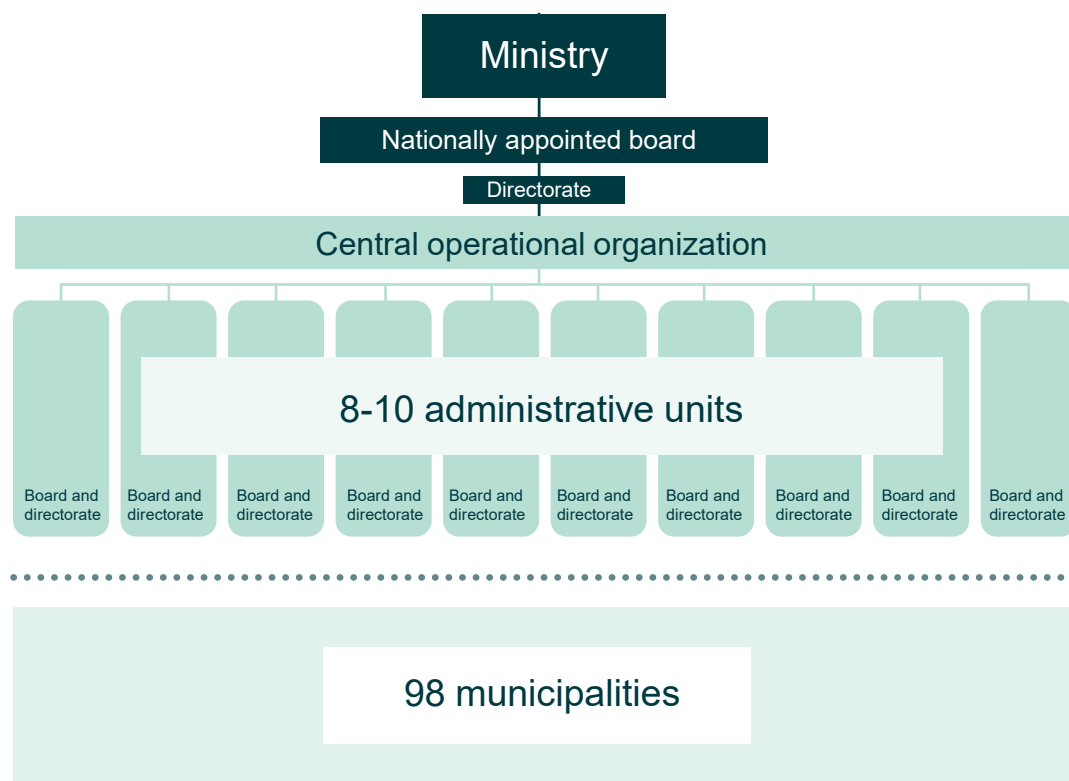 Ministry
Nationally appointed board
Directorate
Central operational organization
8-10 administrative units
Board and
directorate
Board and
directorate
Board and
directorate
Board and
directorate
Board and
directorate
Board and
directorate
Board and
directorate
Board and
directorate
Board and
directorate
Board and
directorate
98 municipalities